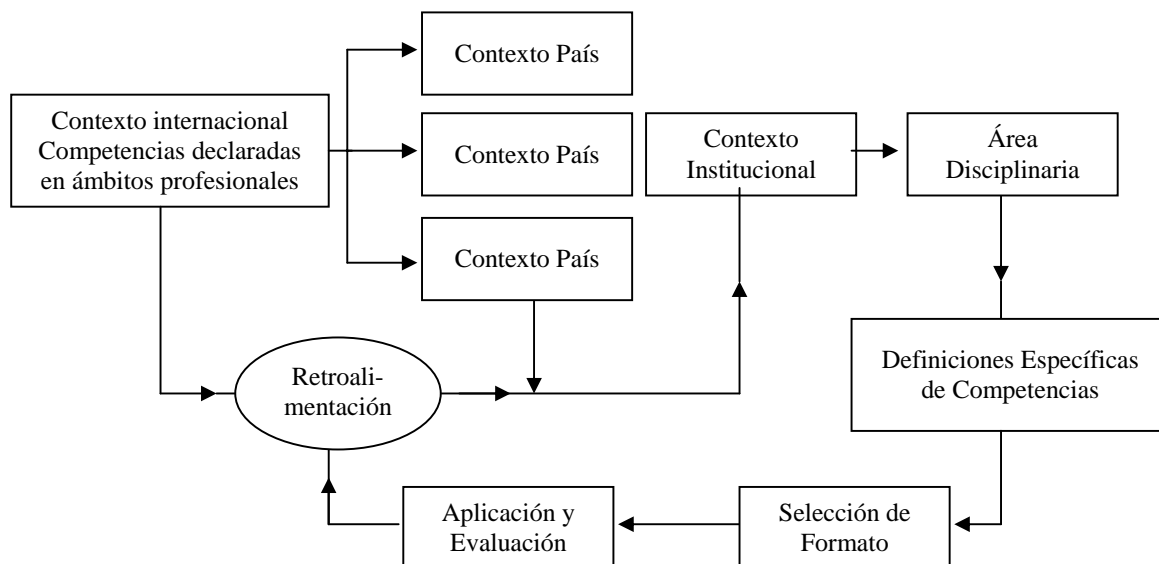 Contexto País
Contexto internacional
Competencias declaradas
en ámbitos profesionales
Contexto País
Contexto País
Contexto
Institucional
Área
Disciplinaria
Definiciones Específicas
de Competencias
Retroali-
mentación
Aplicación y
Evaluación
Selección de
Formato